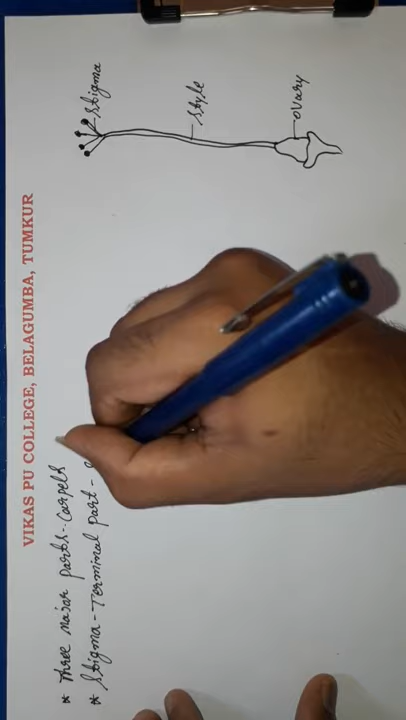 VIKAS PU COLLEGE, BELAGUMBA, TUMKUR
* Three major parts - Carpels
* Stigma - Terminal part -
Stigma
Style
ovary